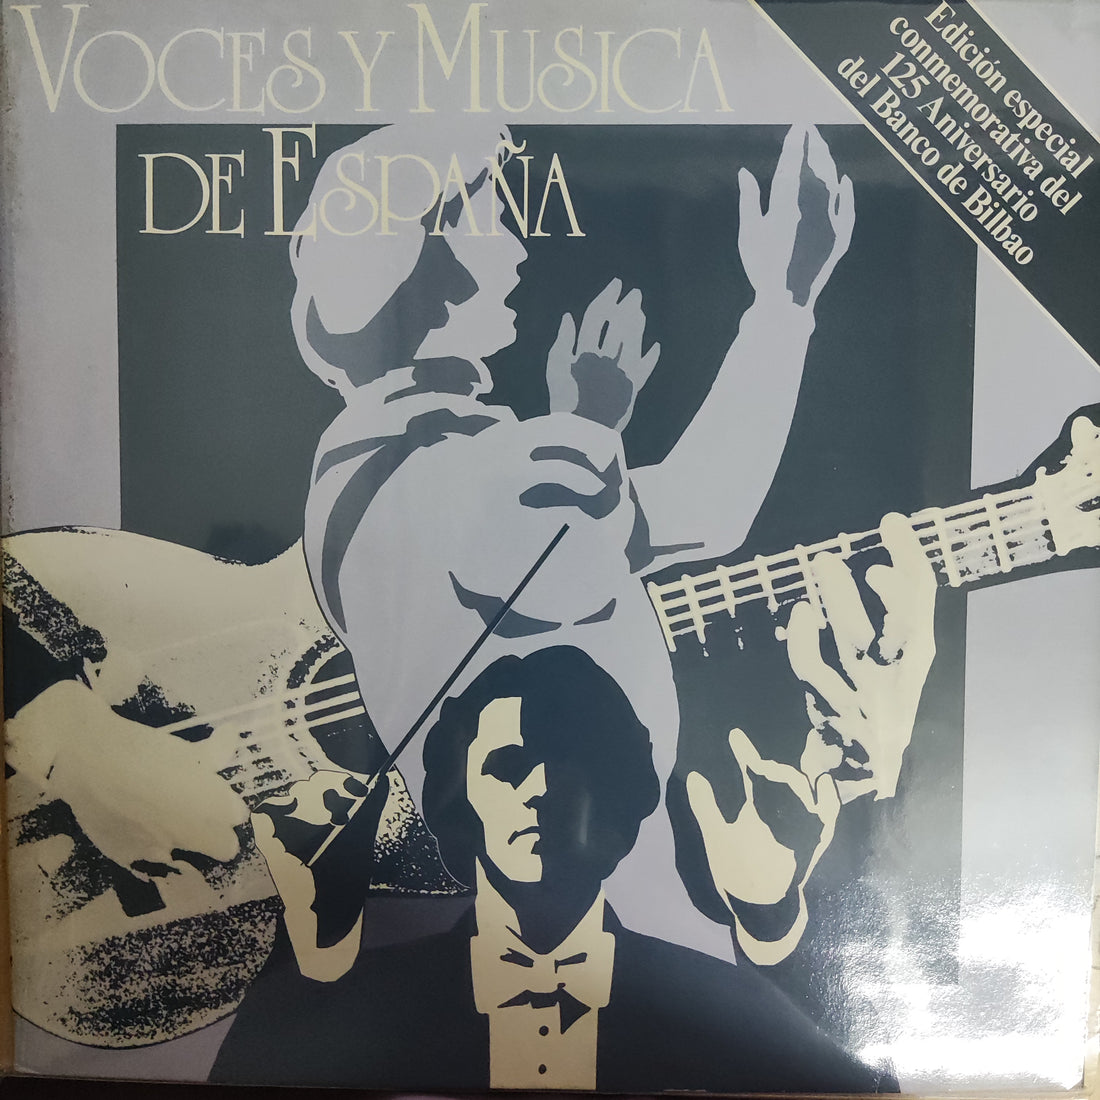 VOCES Y MUSICA
DE ESPAÑA
Edición especial
conmemorativa del
125 Aniversario
del Banco de Bilbao